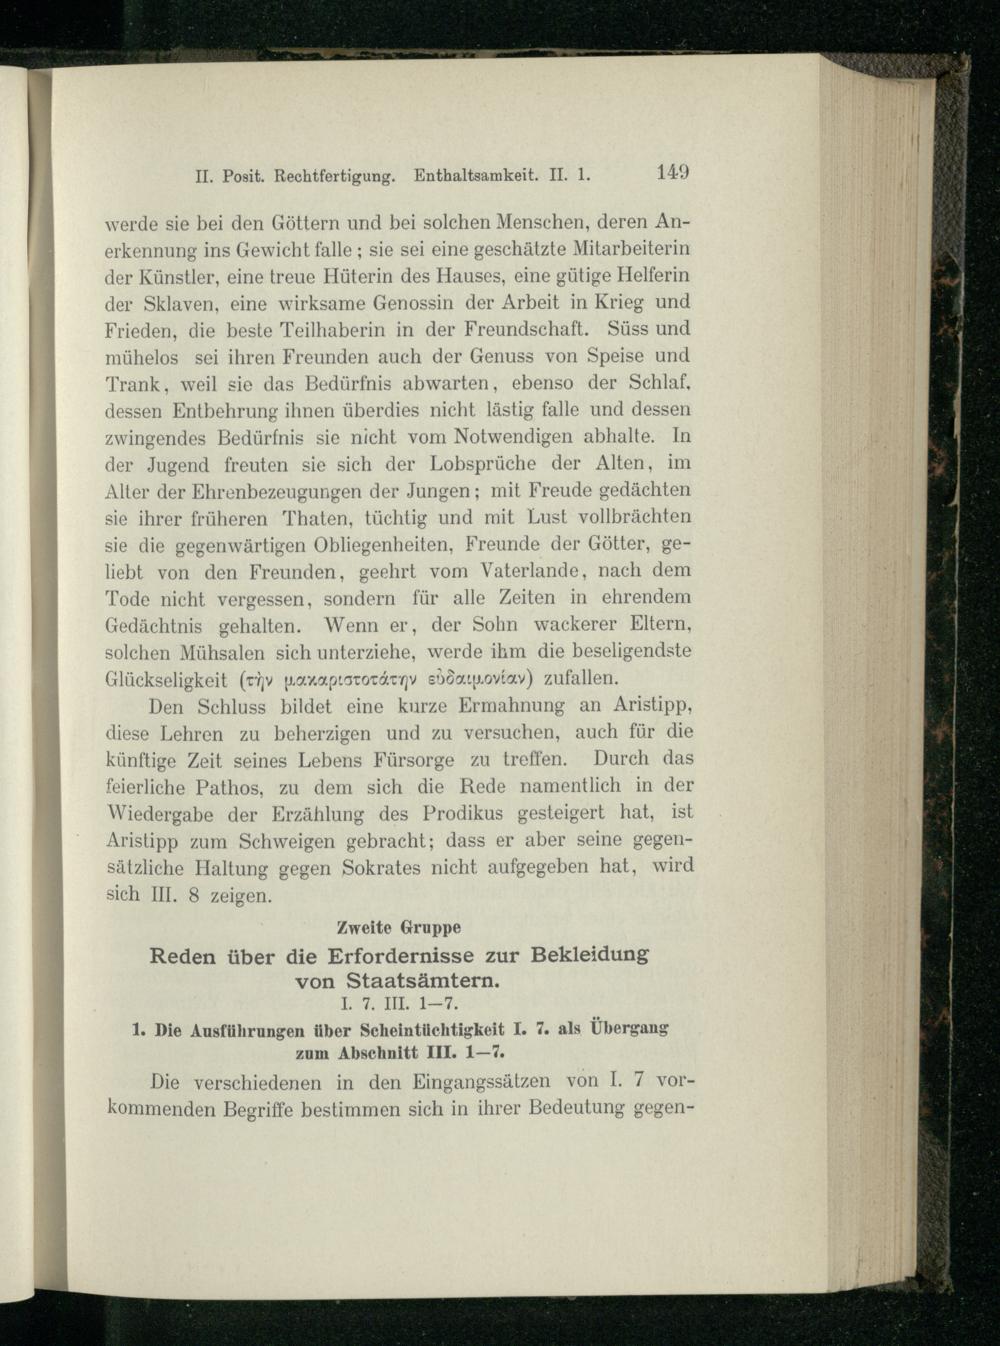 II. Posit. Rechtfertigung. Enthaltsamkeit. II. 1. 149
werde sie bei den Göttern und bei solchen Menschen, deren An-
erkennung ins Gewicht falle ; sie sei eine geschätzte Mitarbeiterin
der Künstler, eine treue Hüterin des Hauses, eine gütige Helferin
der Sklaven, eine wirksame Genossin der Arbeit in Krieg und
Frieden, die beste Teilhaberin in der Freundschaft. Süss und
mühelos sei ihren Freunden auch der Genuss von Speise und
Trank, weil sie das Bedürfnis abwarten, ebenso der Schlaf,
dessen Entbehrung ihnen überdies nicht lästig falle und dessen
zwingendes Bedürfnis sie nicht vom Notwendigen abhalte. In
der Jugend freuten sie sich der Lobsprüche der Alten, im
Alter der Ehrenbezeugungen der Jungen; mit Freude gedächten
sie ihrer früheren Thaten, tüchtig und mit Lust vollbrächten
sie die gegenwärtigen Obliegenheiten, Freunde der Götter, ge-
liebt von den Freunden, geehrt vom Vaterlande, nach dem
Tode nicht vergessen, sondern für alle Zeiten in ehrendem
Gedächtnis gehalten. Wenn er, der Sohn wackerer Eltern,
solchen Mühsalen sich unterziehe, werde ihm die beseligendste
Glückseligkeit (τὴν μακαριστοτάτην εὐδαιμονίαν) zufallen.
Den Schluss bildet eine kurze Ermahnung an Aristipp,
diese Lehren zu beherzigen und zu versuchen, auch für die
künftige Zeit seines Lebens Fürsorge zu treffen. Durch das
feierliche Pathos, zu dem sich die Rede namentlich in der
Wiedergabe der Erzählung des Prodikus gesteigert hat, ist
Aristipp zum Schweigen gebracht; dass er aber seine gegen-
sätzliche Haltung gegen Sokrates nicht aufgegeben hat, wird
sich III. 8 zeigen.
Zweite Gruppe
Reden über die Erfordernisse zur Bekleidung
von Staatsämtern.
I. 7. III. 1—7.
1. Die Ausführungen über Scheintüchtigkeit I. 7. als Übergang
zum Abschnitt III. 1—7.
Die verschiedenen in den Eingangssätzen von I. 7 vor-
kommenden Begriffe bestimmen sich in ihrer Bedeutung gegen-